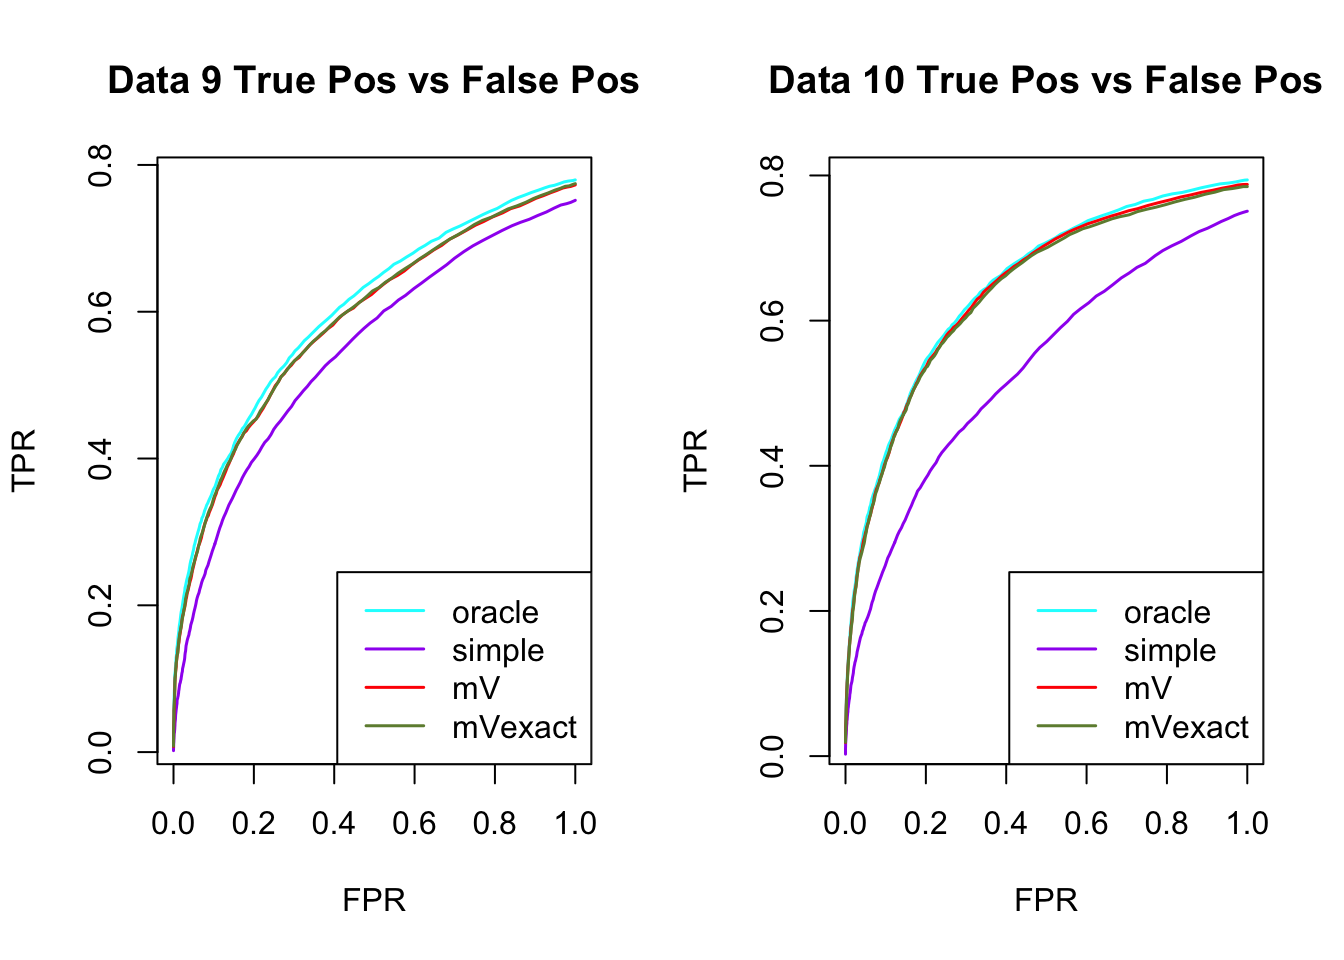 Data 9 True Pos vs False Pos
TPR
0.8
0.6
0.4
0.2
0.0
oracle
simple
mV
mVexact
0.0 0.2 0.4 0.6 0.8 1.0
FPR
Data 10 True Pos vs False Pos
TPR
0.8
0.6
0.4
0.2
0.0
oracle
simple
mV
mVexact
0.0 0.2 0.4 0.6 0.8 1.0
FPR